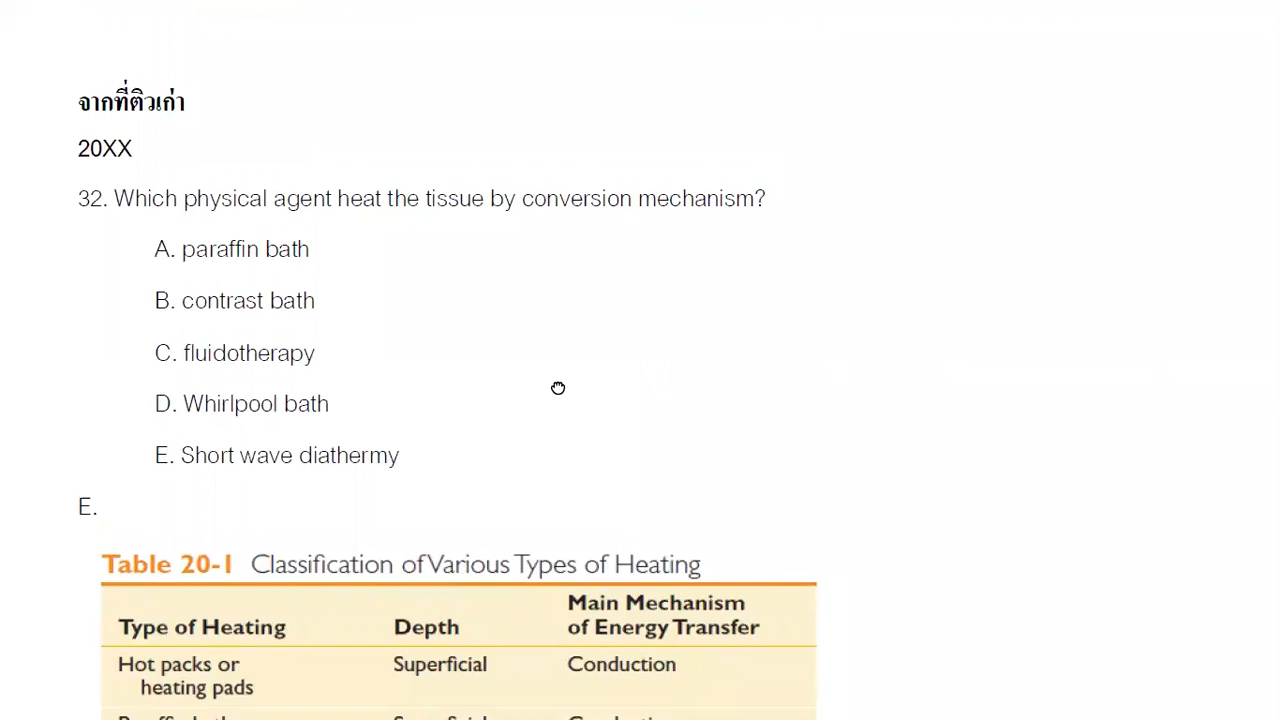 จากที่ติวเก่า
20XX
32. Which physical agent heat the tissue by conversion mechanism?
A. paraffin bath
B. contrast bath
C. fluidotherapy
D. Whirlpool bath
E. Short wave diathermy
E.
Table 20-1 Classification of Various Types of Heating
Main Mechanism
Type of Heating Depth of Energy Transfer
Hot packs or Superficial Conduction
heating pads